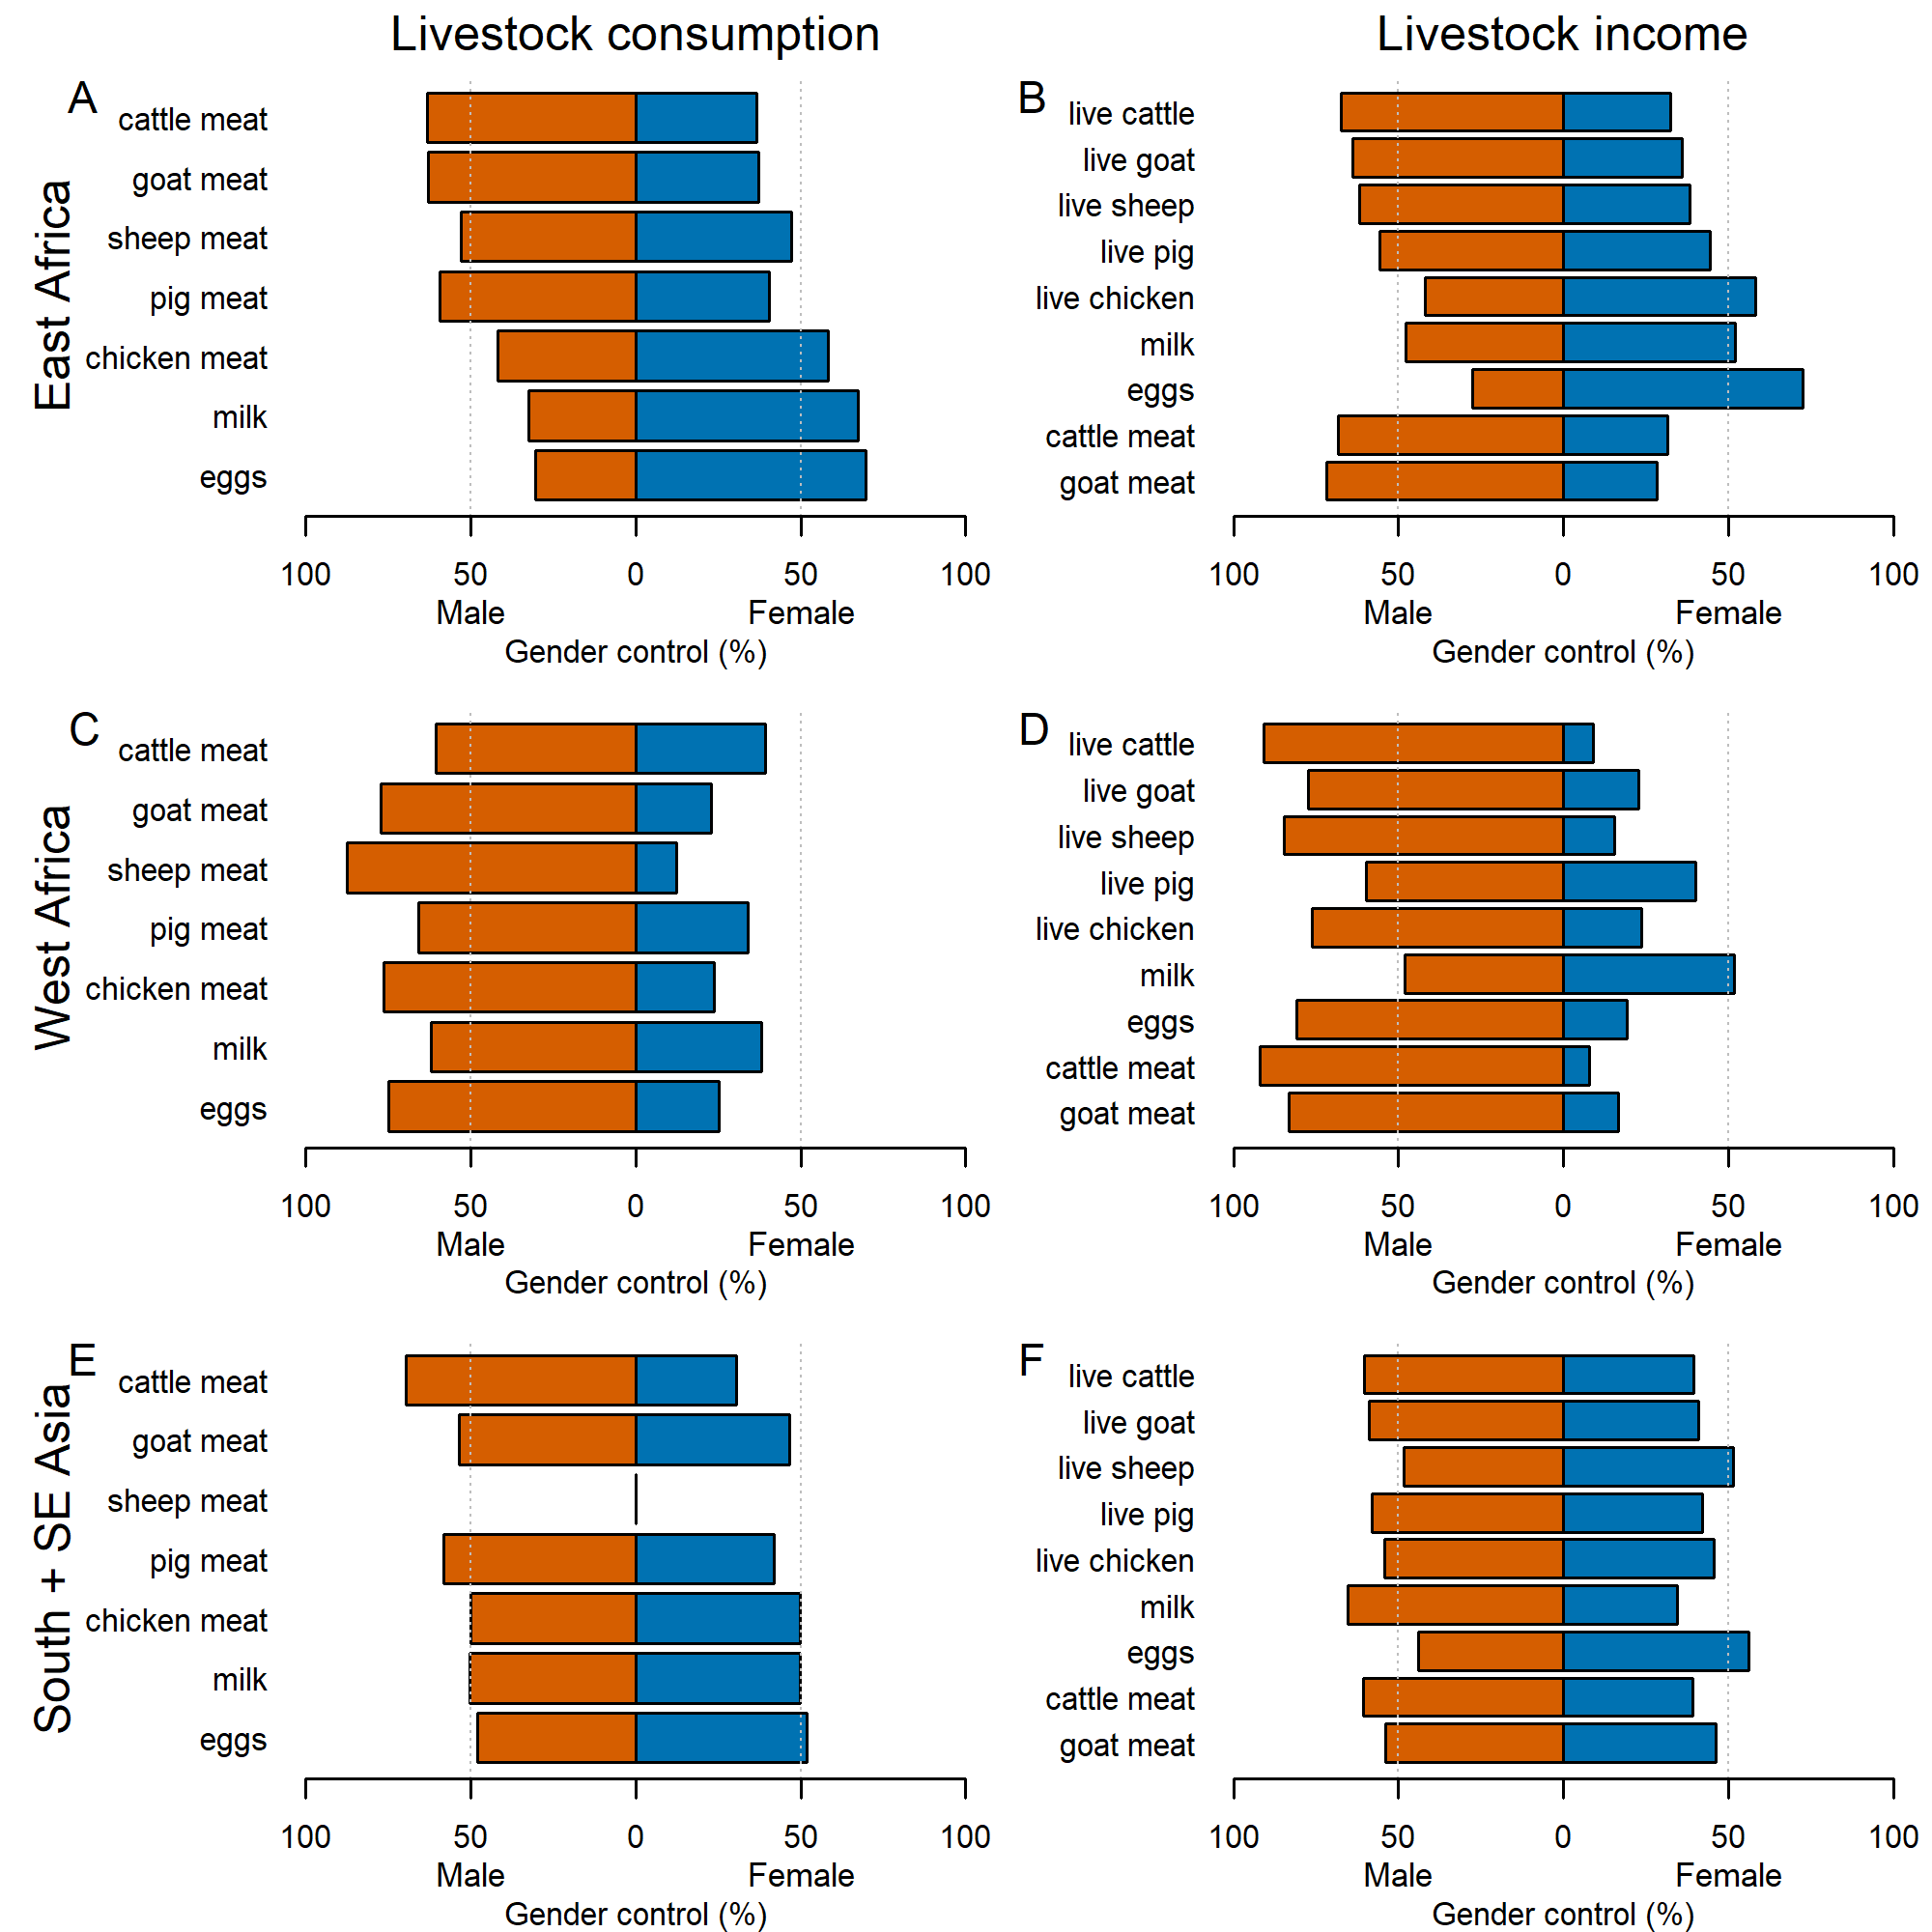 Livestock consumption
Livestock income
East Africa
A
cattle meat
goat meat
sheep meat
pig meat
chicken meat
milk
eggs
100 50 0 50 100
Male Female
Gender control (%)
B
live cattle
live goat
live sheep
live pig
live chicken
milk
eggs
cattle meat
goat meat
100 50 0 50 100
Male Female
Gender control (%)
West Africa
C
cattle meat
goat meat
sheep meat
pig meat
chicken meat
milk
eggs
100 50 0 50 100
Male Female
Gender control (%)
D
live cattle
live goat
live sheep
live pig
live chicken
milk
eggs
cattle meat
goat meat
100 50 0 50 100
Male Female
Gender control (%)
South + SE Asia
E
cattle meat
goat meat
sheep meat
pig meat
chicken meat
milk
eggs
100 50 0 50 100
Male Female
Gender control (%)
F
live cattle
live goat
live sheep
live pig
live chicken
milk
eggs
cattle meat
goat meat
100 50 0 50 100
Male Female
Gender control (%)